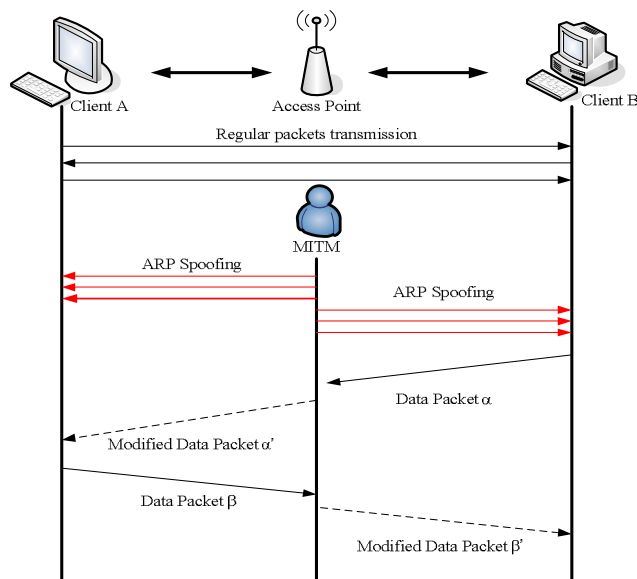 Client A
Access Point
Client B
Regular packets transmission
MITM
ARP Spoofing
ARP Spoofing
Data Packet α
Modified Data Packet α’
Data Packet β
Modified Data Packet β’